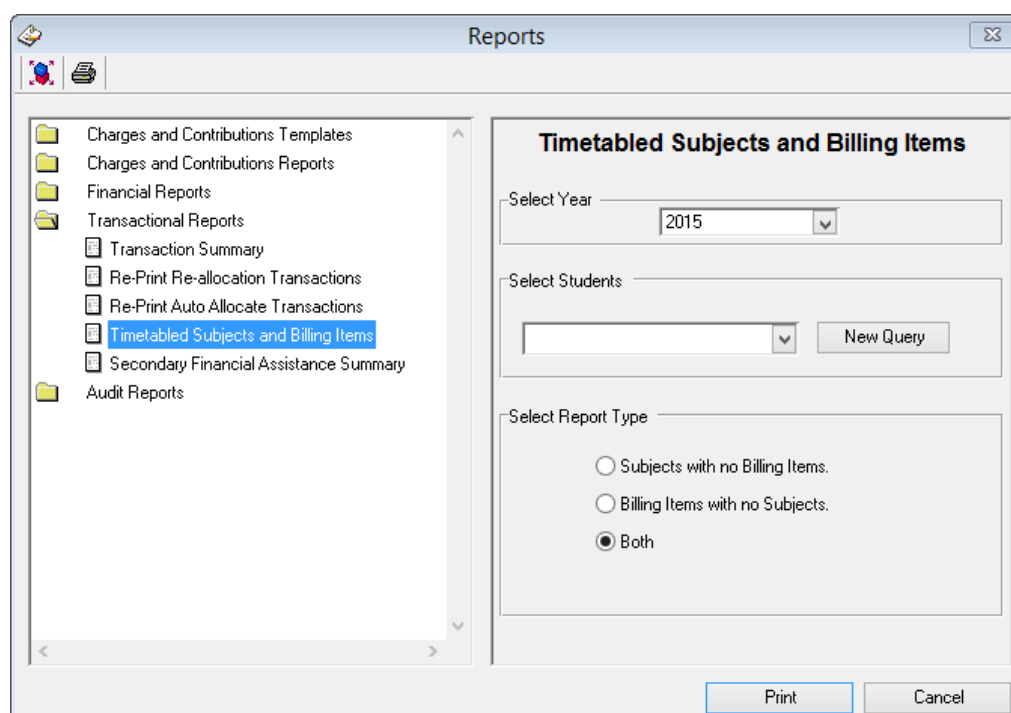 Reports
Charges and Contributions Templates
Charges and Contributions Reports
Financial Reports
Transactional Reports
Transaction Summary
Re-Print Re-allocation Transactions
Re-Print Auto Allocate Transactions
Timetabled Subjects and Billing Items
Secondary Financial Assistance Summary
Audit Reports
Timetabled Subjects and Billing Items
Select Year
2015
Select Students
New Query
Select Report Type
Subjects with no Billing Items.
Billing Items with no Subjects.
Both
Print Cancel